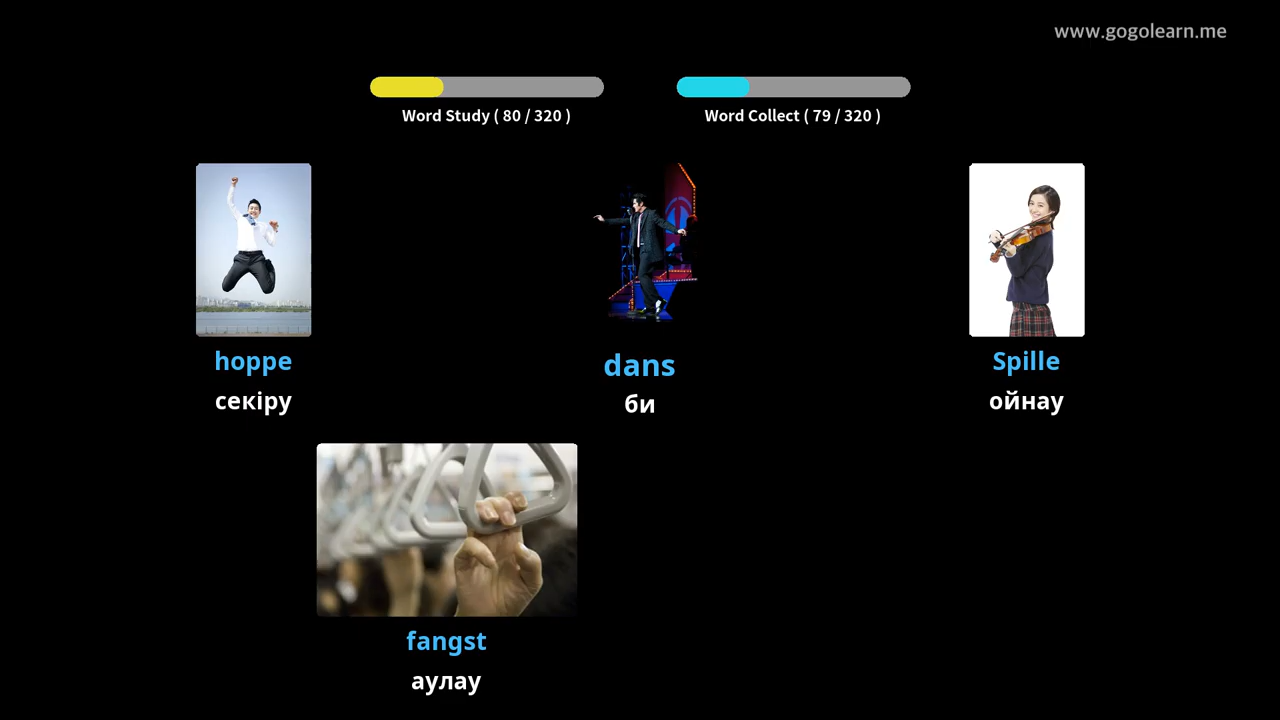 www.gogolearn.me
Word Study ( 80 / 320 )
Word Collect ( 79 / 320 )
hoppe
секіру
dans
би
Spille
ойнау
fangst
аулау